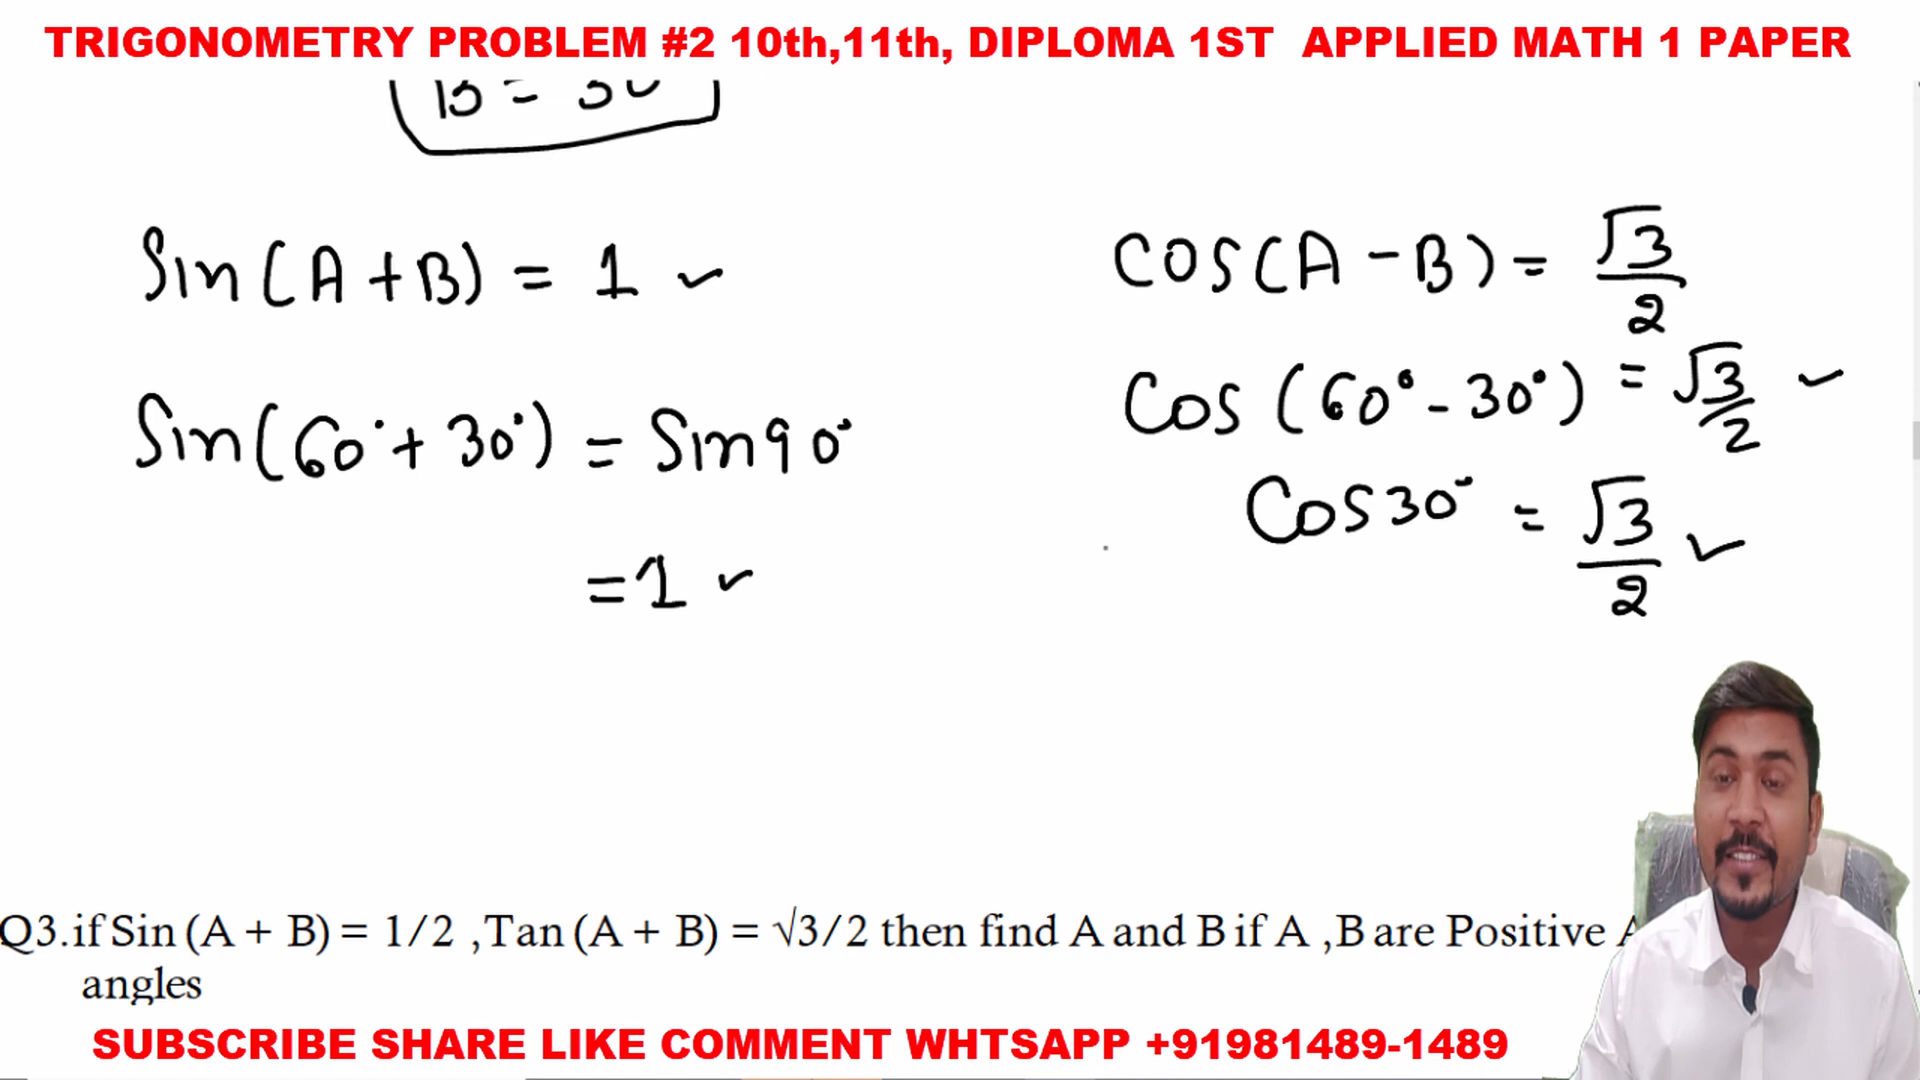 TRIGONOMETRY PROBLEM #2 10th,11th, DIPLOMA 1ST APPLIED MATH 1 PAPER
Sin(A+B) = 1 ✓
COS(A-B) = √3/2
Sin(60°+30°) = Sin90°
Cos(60°-30°) = √3/2 ✓
= 1 ✓
Cos30° = √3/2 ✓
Q3.if Sin (A + B) = 1/2 ,Tan (A + B) = √3/2 then find A and B if A ,B are Positive
angles
SUBSCRIBE SHARE LIKE COMMENT WHTSAPP +91981489-1489